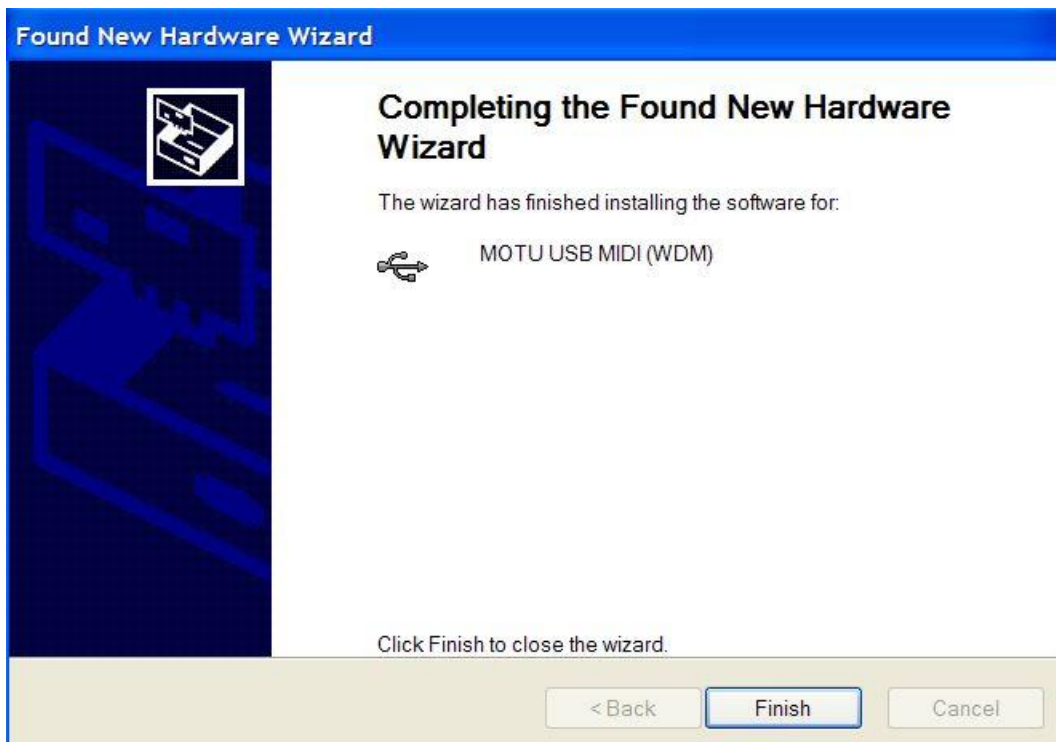 Found New Hardware Wizard
Completing the Found New Hardware
Wizard
The wizard has finished installing the software for:
MOTU USB MIDI (WDM)
Click Finish to close the wizard.
< Back
Finish
Cancel